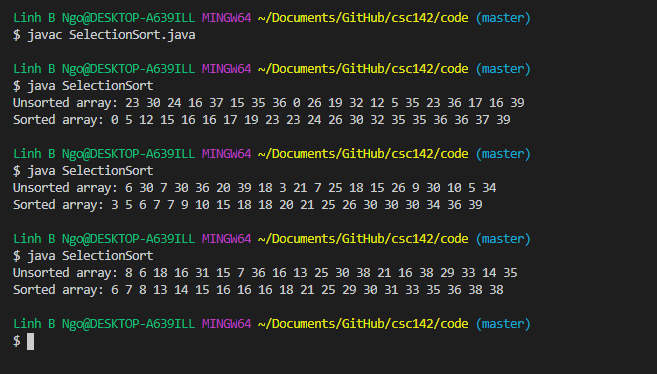 Linh B Ngo@DESKTOP-A639ILL MINGW64 ~/Documents/GitHub/csc142/code (master)
$ javac SelectionSort.java
Linh B Ngo@DESKTOP-A639ILL MINGW64 ~/Documents/GitHub/csc142/code (master)
$ java SelectionSort
Unsorted array: 23 30 24 16 37 15 35 36 0 26 19 32 12 5 35 23 36 17 16 39
Sorted array: 0 5 12 15 16 16 17 19 23 23 24 26 30 32 35 35 36 36 37 39
Linh B Ngo@DESKTOP-A639ILL MINGW64 ~/Documents/GitHub/csc142/code (master)
$ java SelectionSort
Unsorted array: 6 30 7 30 36 20 39 18 3 21 7 25 18 15 26 9 30 10 5 34
Sorted array: 3 5 6 7 7 9 10 15 18 18 20 21 25 26 30 30 30 34 36 39
Linh B Ngo@DESKTOP-A639ILL MINGW64 ~/Documents/GitHub/csc142/code (master)
$ java SelectionSort
Unsorted array: 8 6 18 16 31 15 7 36 16 13 25 30 38 21 16 38 29 33 14 35
Sorted array: 6 7 8 13 14 15 16 16 16 18 21 25 29 30 31 33 35 36 38 38
Linh B Ngo@DESKTOP-A639ILL MINGW64 ~/Documents/GitHub/csc142/code (master)
$